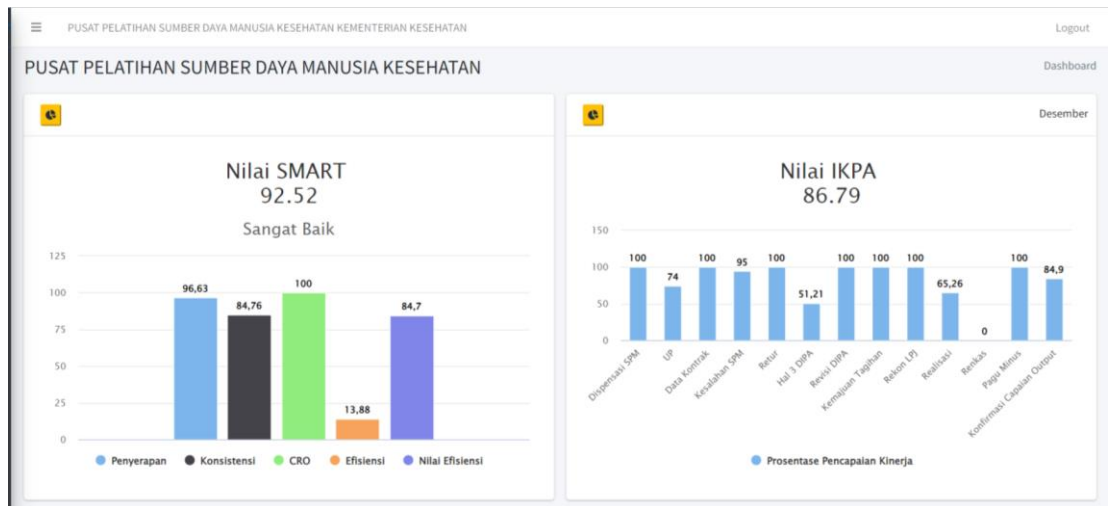 PUSAT PELATIHAN SUMBER DAYA MANUSIA KESEHATAN KEMENTERIAN KESEHATAN
Logout
PUSAT PELATIHAN SUMBER DAYA MANUSIA KESEHATAN
Dashboard
Nilai SMART
92.52
Sangat Baik
125
100
75
50
25
0
96,63
84,76
100
13,88
84,7
Penyerapan
Konsistensi
CRO
Efisiensi
Nilai Efisiensi
Desember
Nilai IKPA
86.79
150
100
50
0
100
74
100
95
100
51,21
100
100
100
65,26
0
100
84,9
Dispensasi SPM
UP
Data Kontrak
Kesalahan SPM
Retur
Hal 3 DIPA
Revisi DIPA
Kemajuan Tagihan
Rekon LPJ
Realisasi
Renkas
Pagu Minus
Konfirmasi Capaian Output
Prosentase Pencapaian Kinerja